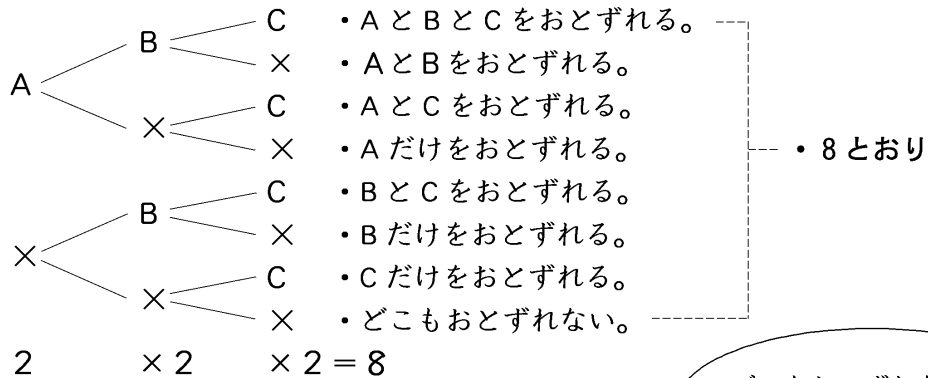 C ・AとBとCをおとずれる。
B
× ・AとBをおとずれる。
A
C ・AとCをおとずれる。
×
× ・Aだけをおとずれる。
・8とおり
C ・BとCをおとずれる。
B
× ・Bだけをおとずれる。
×
C ・Cだけをおとずれる。
×
× ・どこもおとずれない。
2 ×2 ×2=8